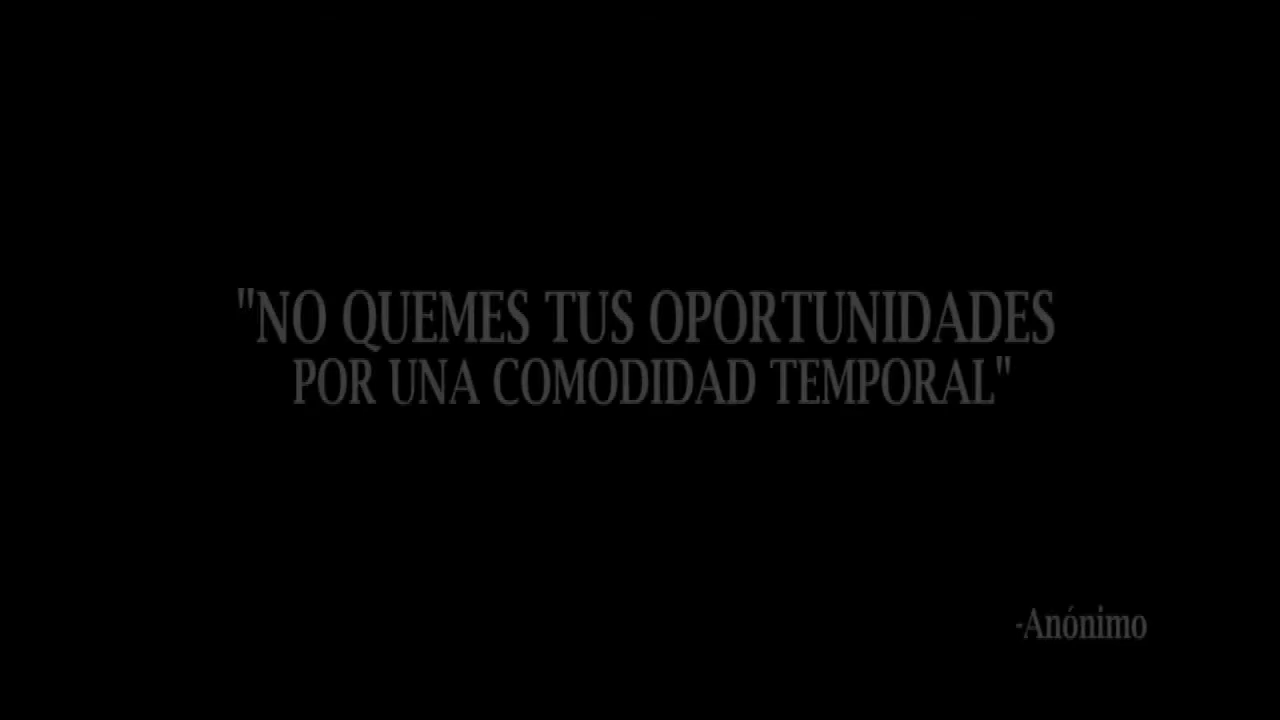 "NO QUEMES TUS OPORTUNIDADES
POR UNA COMODIDAD TEMPORAL"
-Anónimo